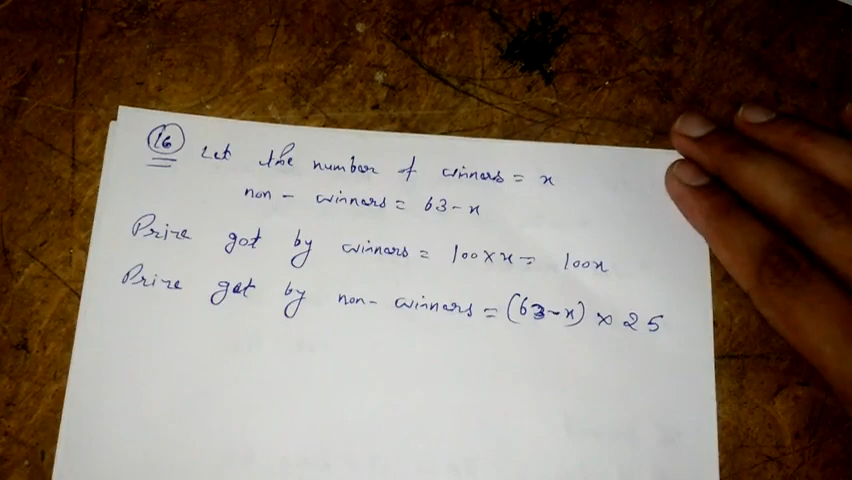 16 Let the number of winners = x
non - winners = 63 - x
Prize got by winners = 100 × x = 100x
Prize got by non - winners = (63 - x) × 25